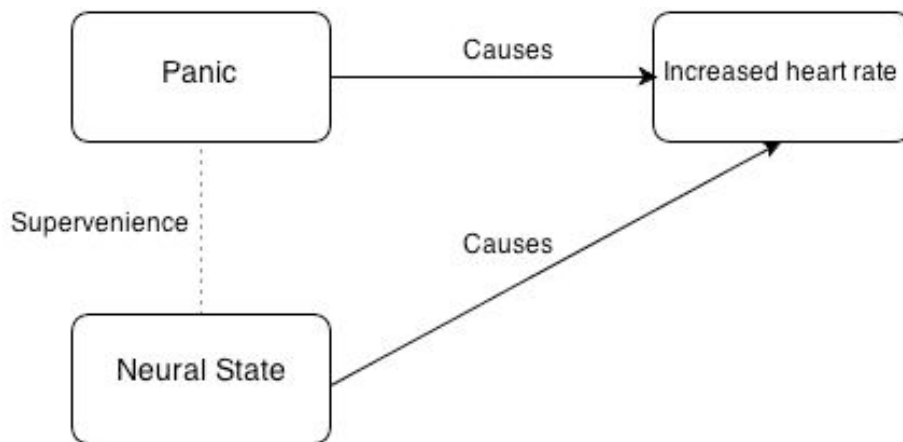 Panic
Causes
Increased heart rate
Supervenience
Causes
Neural State